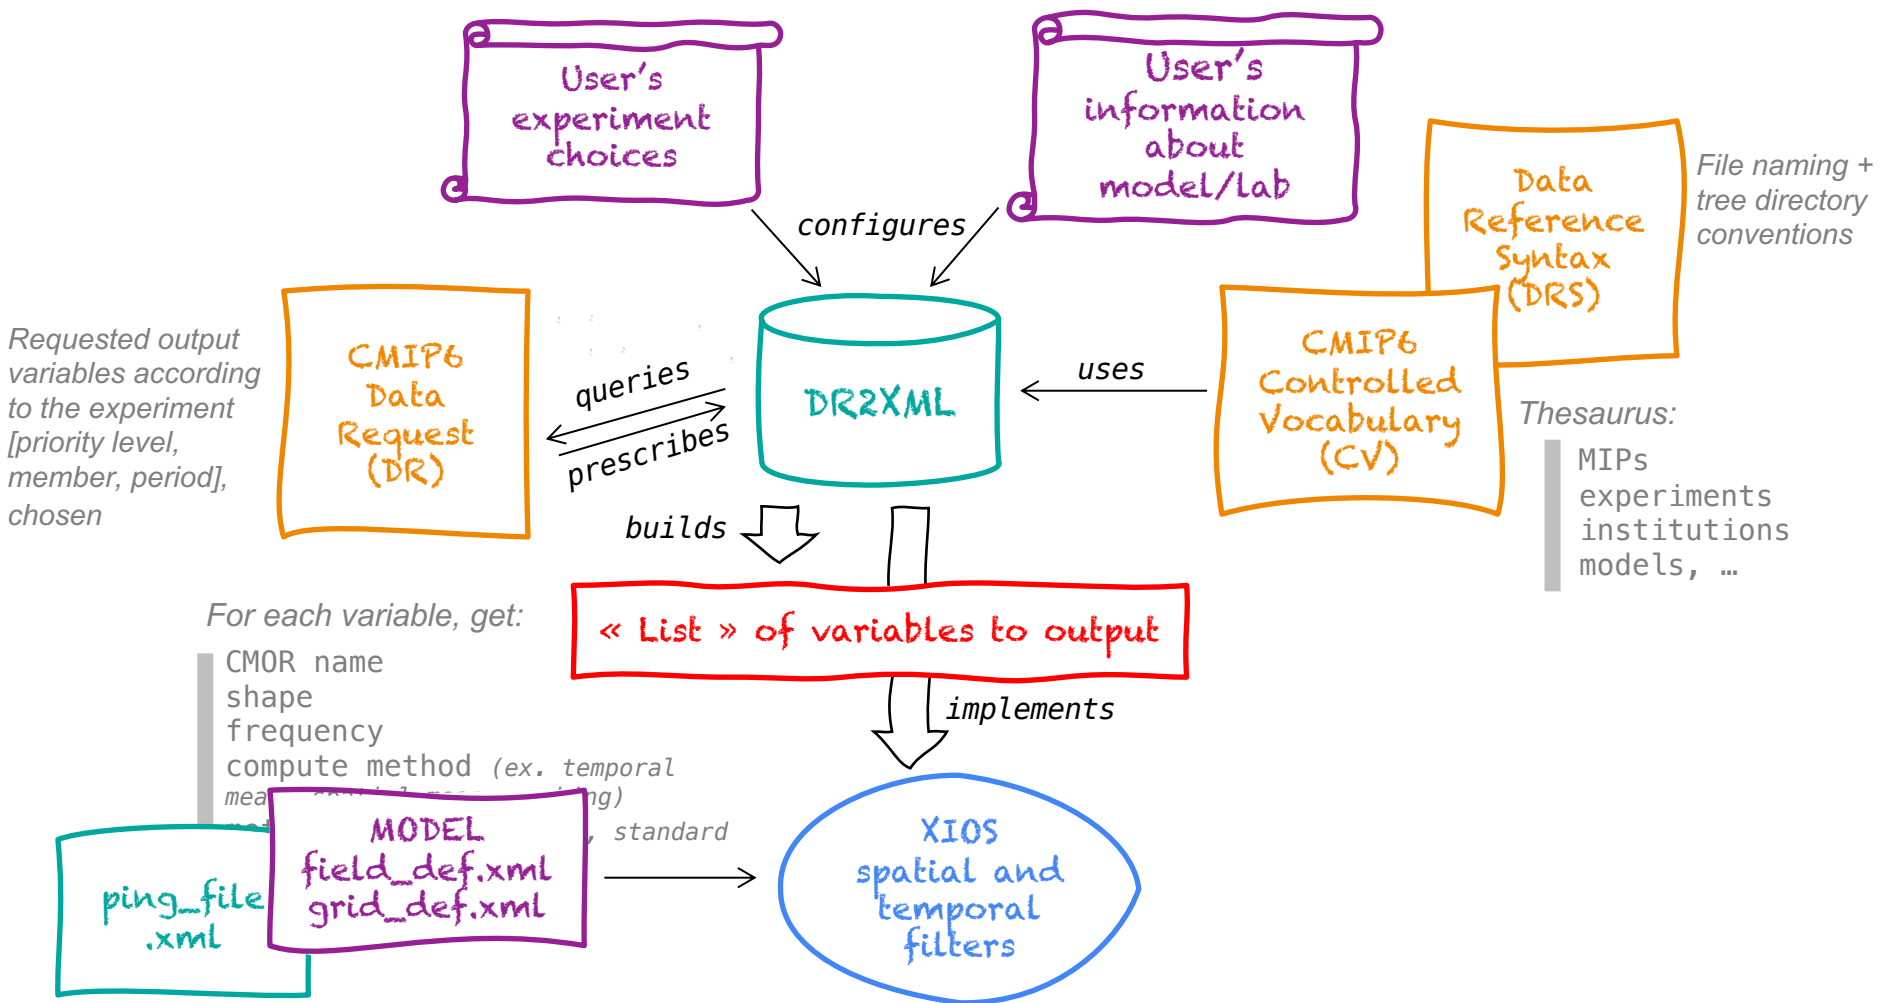 User's
experiment
choices
User's
information
about
model/lab
configures
Data
Reference
Syntax
(DRS)
File naming +
tree directory
conventions
Requested output
variables according
to the experiment
[priority level,
member, period],
chosen
CMIP6
Data
Request
(DR)
queries
prescribes
DR2XML
uses
CMIP6
Controlled
Vocabulary
(CV)
Thesaurus:
MIPs
experiments
institutions
models, …
builds
« List » of variables to output
implements
For each variable, get:
CMOR name
shape
frequency
compute method (ex. temporal
, standard
ping_file
.xml
MODEL
field_def.xml
grid_def.xml
XIOS
spatial and
temporal
filters